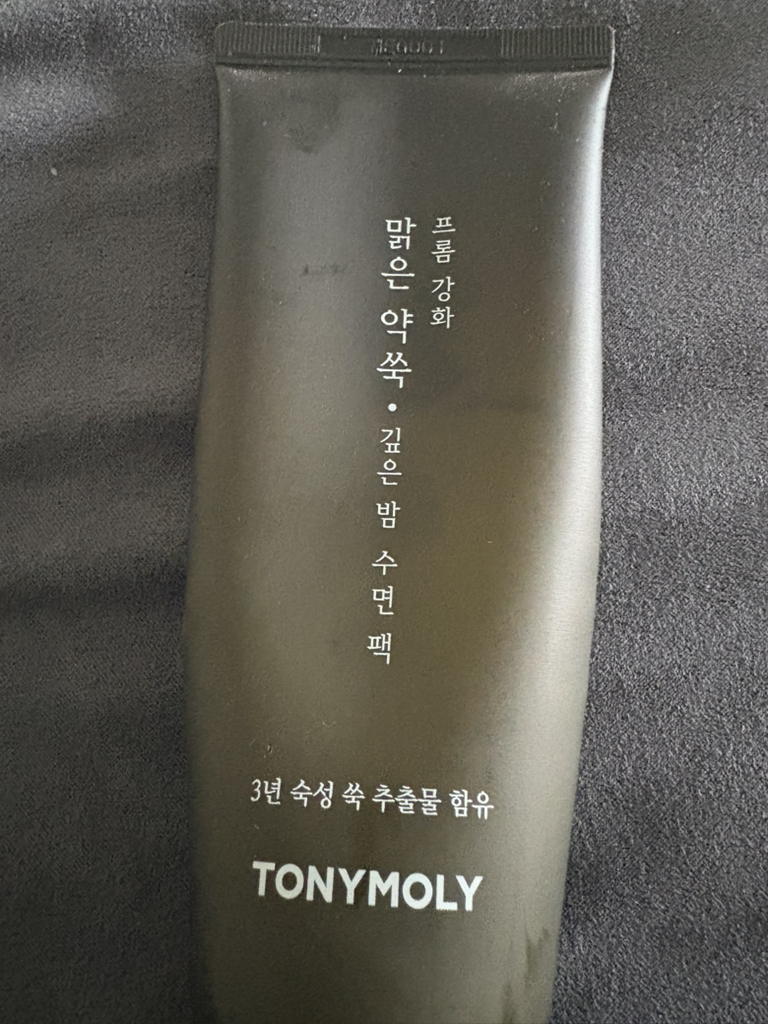 프롬 강화
맑은 약쑥・깊은 밤 수면 팩
3년 숙성 쑥 추출물 함유
TONYMOLY